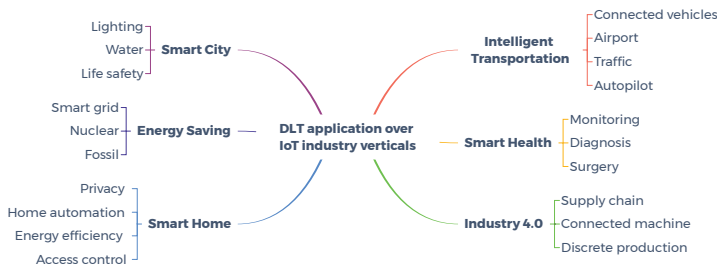 Lighting
Water
Life safety
Smart City
Smart grid
Nuclear
Fossil
Energy Saving
Privacy
Home automation
Energy efficiency
Access control
Smart Home
DLT application over
IoT industry verticals
Intelligent
Transportation
Connected vehicles
Airport
Traffic
Autopilot
Smart Health
Monitoring
Diagnosis
Surgery
Industry 4.0
Supply chain
Connected machine
Discrete production